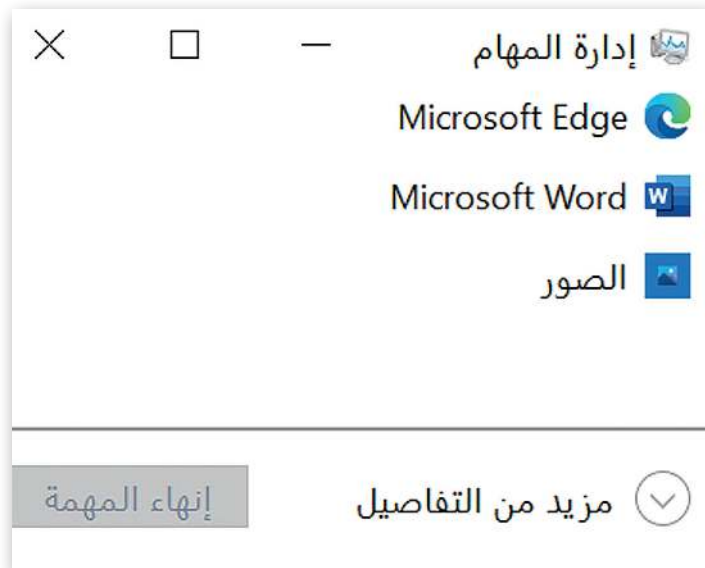 إدارة المهام
Microsoft Edge
Microsoft Word
الصور
مزيد من التفاصيل
إنهاء المهمة